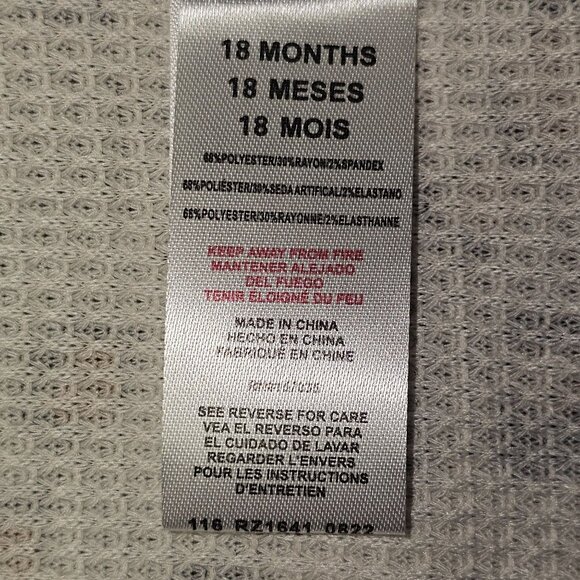 18 MONTHS
18 MESES
18 MOIS
68%POLYESTER/30%RAYON/2%SPANDEX
68%POLIÉSTER/30%SEDA ARTIFICAL/2%ELASTANO
68%POLYESTER/30%RAYONNE/2%ELASTHANNE
KEEP AWAY FROM FIRE
MANTENER ALEJADO
DEL FUEGO
TENIR ÉLOIGNÉ DU FEU
MADE IN CHINA
HECHO EN CHINA
FABRIQUÉ EN CHINE
SEE REVERSE FOR CARE
VEA EL REVERSO PARA
EL CUIDADO DE LAVAR
REGARDER L'ENVERS
POUR LES INSTRUCTIONS
D'ENTRETIEN
116 RZ1641 0622